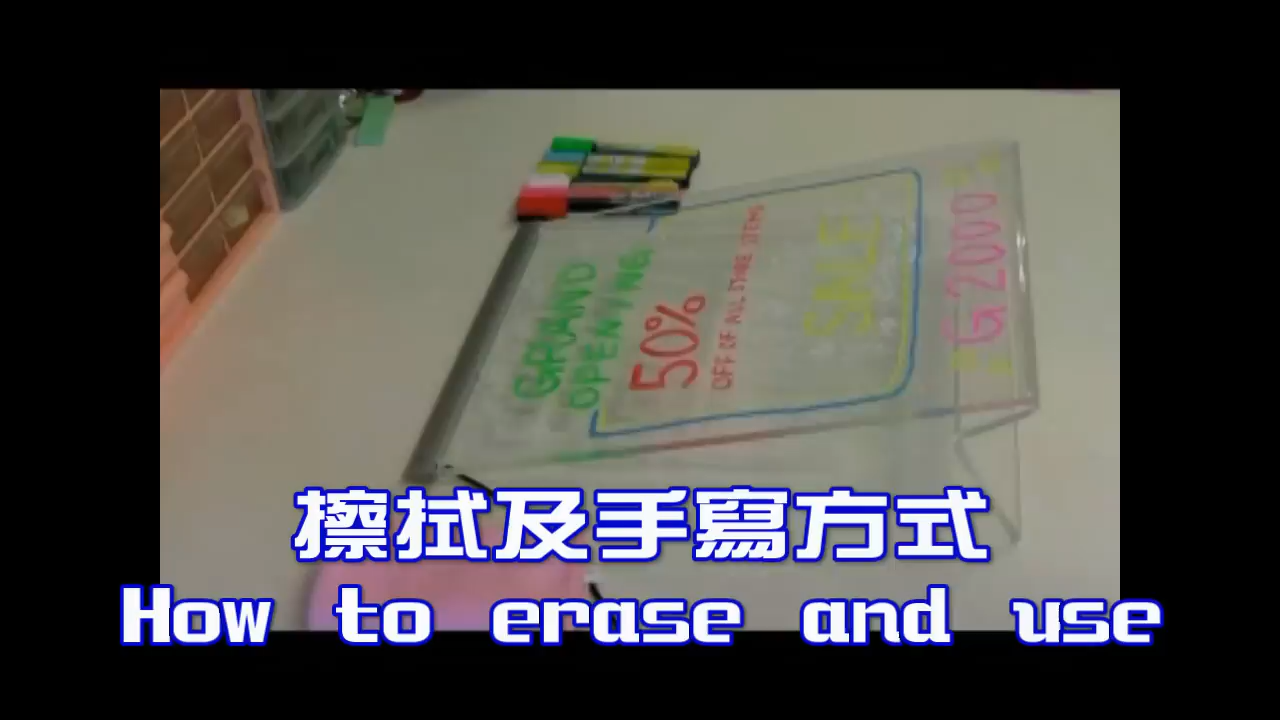 GRAND
OPENING
50%
OFF OF ALL STORE ITEMS
SALE
G2000
擦拭及手寫方式
How to erase and use